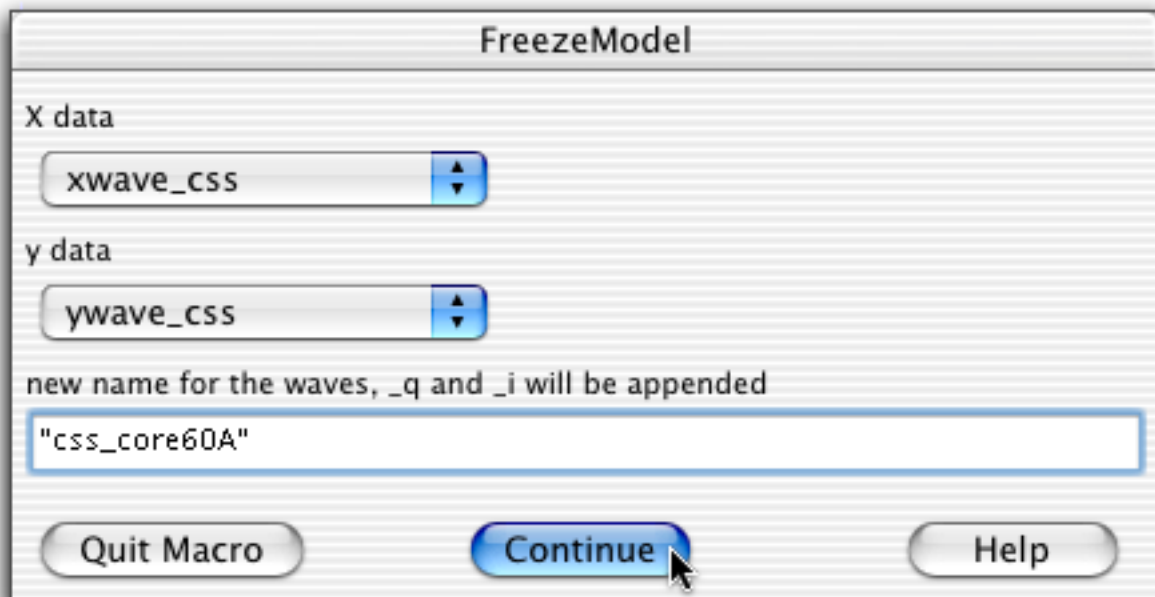 FreezeModel
X data
xwave_css
y data
ywave_css
new name for the waves, _q and _i will be appended
"css_core60A"
Quit Macro Continue Help